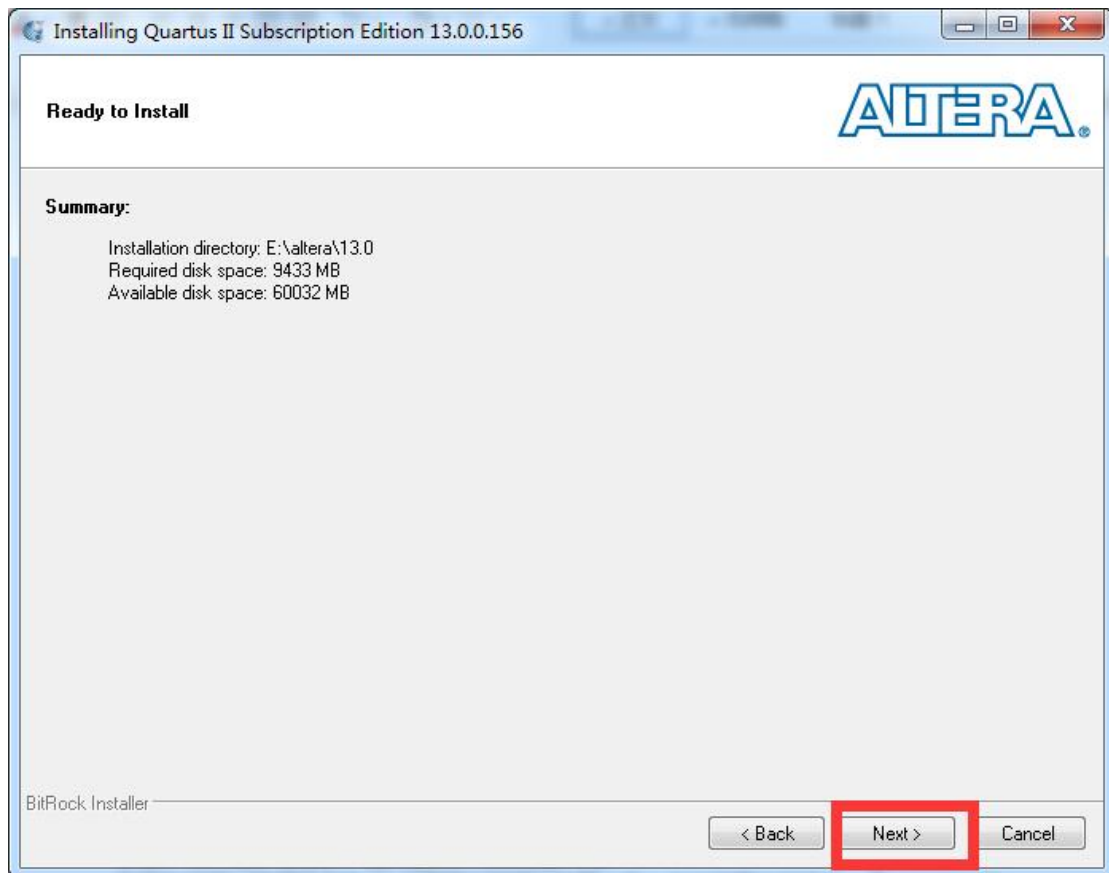 Installing Quartus II Subscription Edition 13.0.0.156
Ready to Install
ALTERA®
Summary:
Installation directory: E:\altera\13.0
Required disk space: 9433 MB
Available disk space: 60032 MB
BitRock Installer
< Back
Next >
Cancel